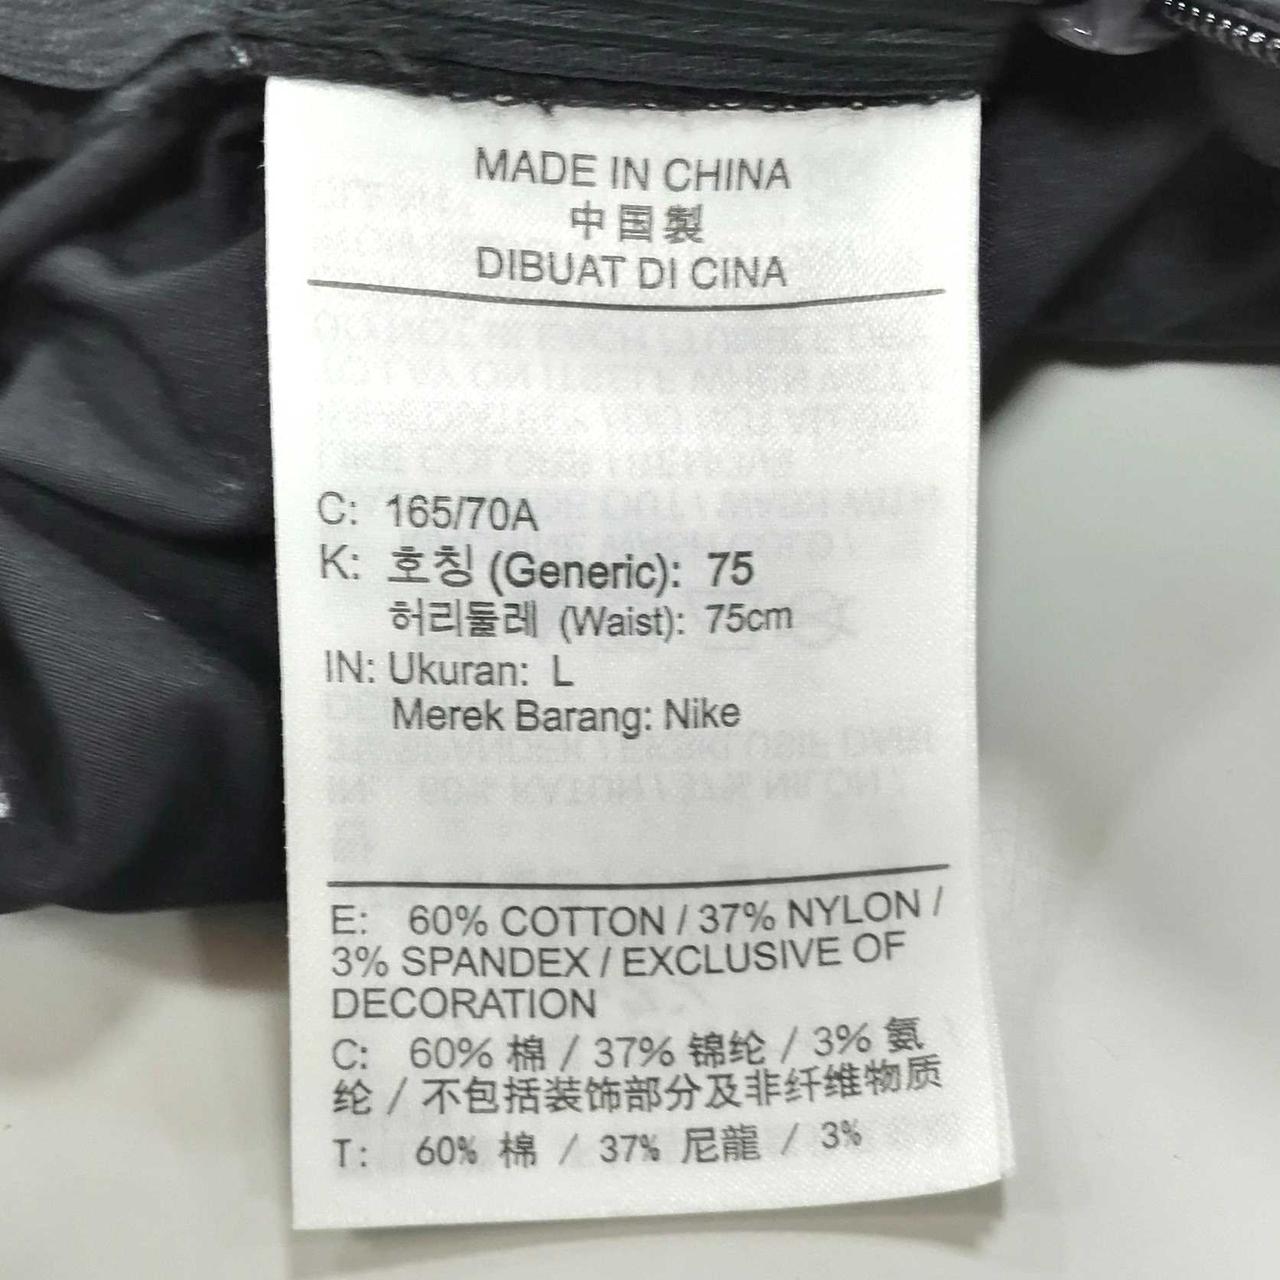 MADE IN CHINA
中国製
DIBUAT DI CINA
C: 165/70A
K: 호칭 (Generic): 75
허리둘레 (Waist): 75cm
IN: Ukuran: L
Merek Barang: Nike
E: 60% COTTON / 37% NYLON /
3% SPANDEX / EXCLUSIVE OF
DECORATION
C: 60% 棉 / 37% 锦纶 / 3% 氨
纶 / 不包括装饰部分及非纤维物质
T: 60% 棉 / 37% 尼龍 / 3%